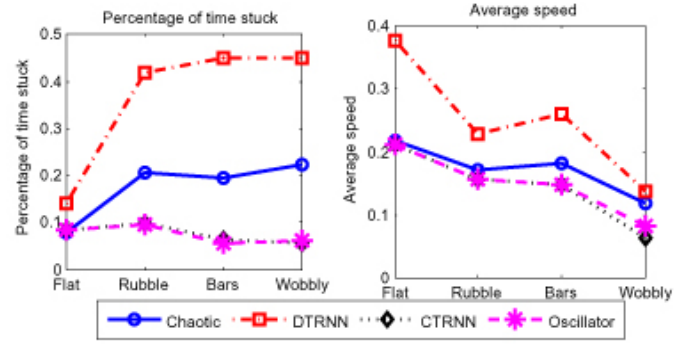 Percentage of time stuck
Percentage of time stuck
0.5
0.4
0.3
0.2
0.1
0
Flat
Rubble
Bars
Wobbly
Average speed
Average speed
0.4
0.3
0.2
0.1
0
Flat
Rubble
Bars
Wobbly
Chaotic
DTRNN
CTRNN
Oscillator